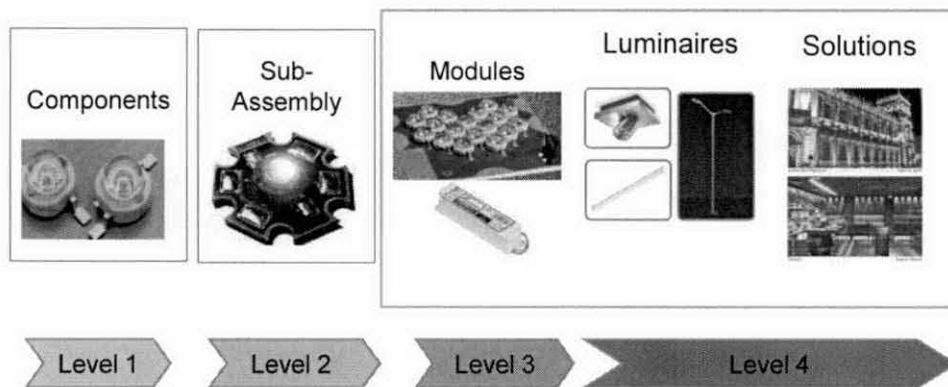 Components
Sub-
Assembly
Modules
Luminaires
Solutions
Level 1
Level 2
Level 3
Level 4